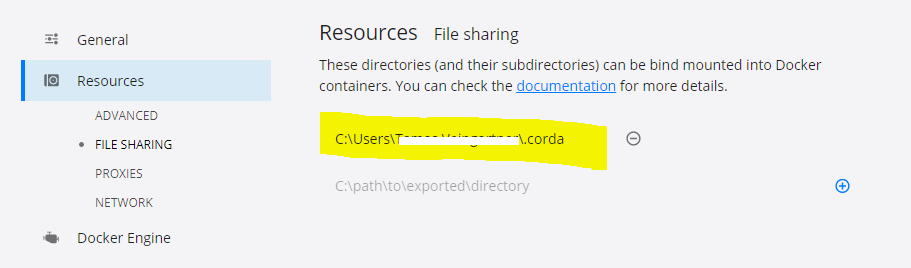 General
Resources
ADVANCED
FILE SHARING
PROXIES
NETWORK
Docker Engine
Resources File sharing
These directories (and their subdirectories) can be bind mounted into Docker
containers. You can check the documentation for more details.
C:\Users\ \.corda
C:\path\to\exported\directory